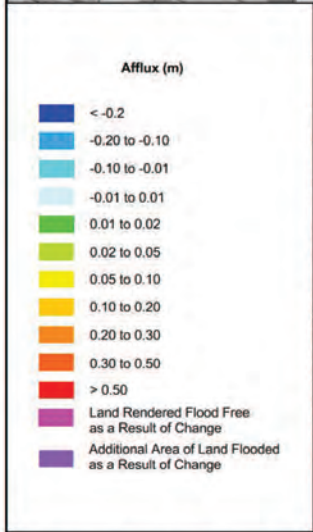 Afflux (m)
< -0.2
-0.20 to -0.10
-0.10 to -0.01
-0.01 to 0.01
0.01 to 0.02
0.02 to 0.05
0.05 to 0.10
0.10 to 0.20
0.20 to 0.30
0.30 to 0.50
> 0.50
Land Rendered Flood Free
as a Result of Change
Additional Area of Land Flooded
as a Result of Change